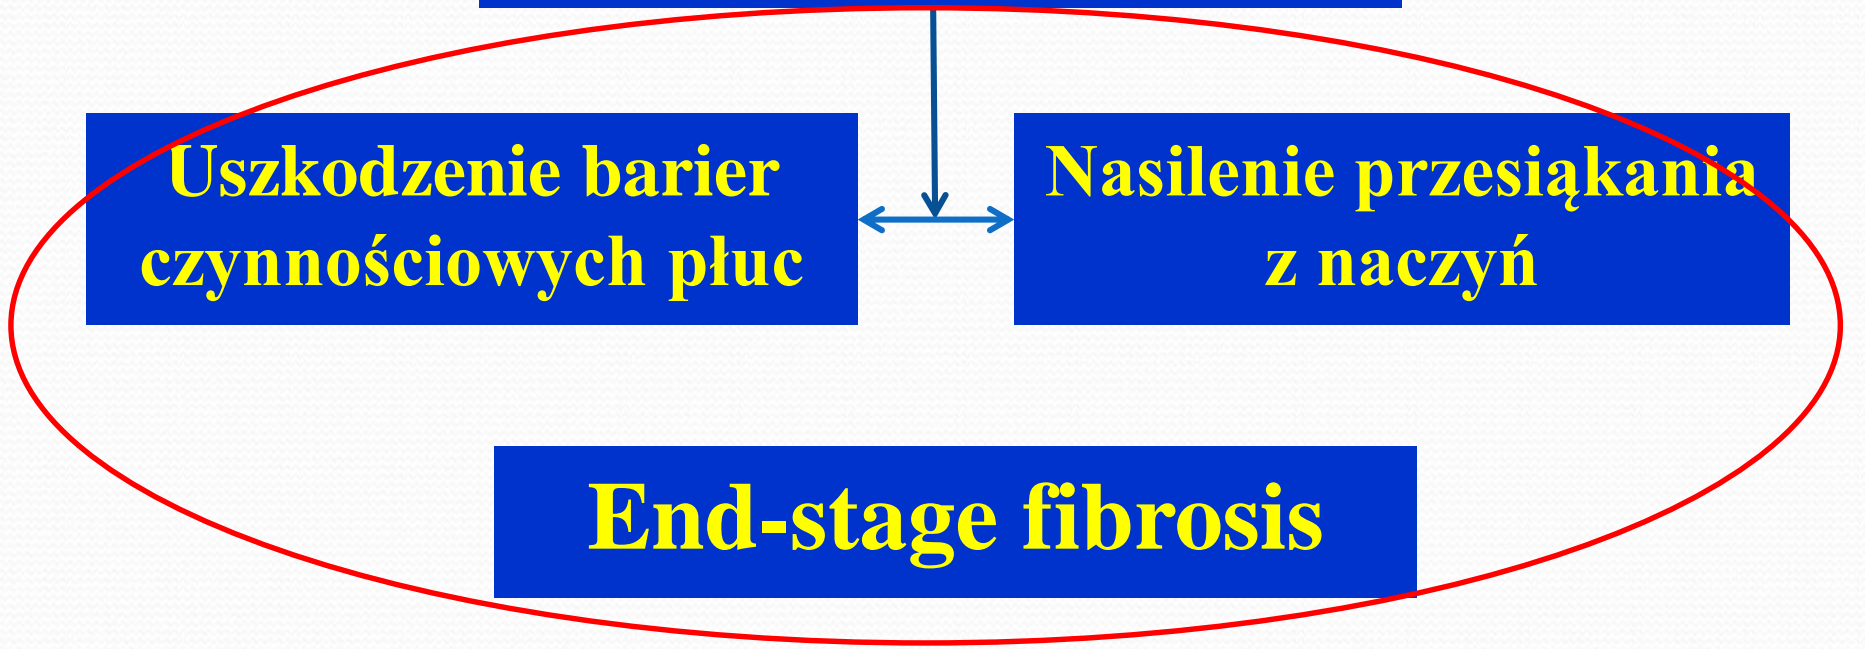 Uszkodzenie barier
czynnościowych płuc
Nasilenie przesiąkania
z naczyń
End-stage fibrosis